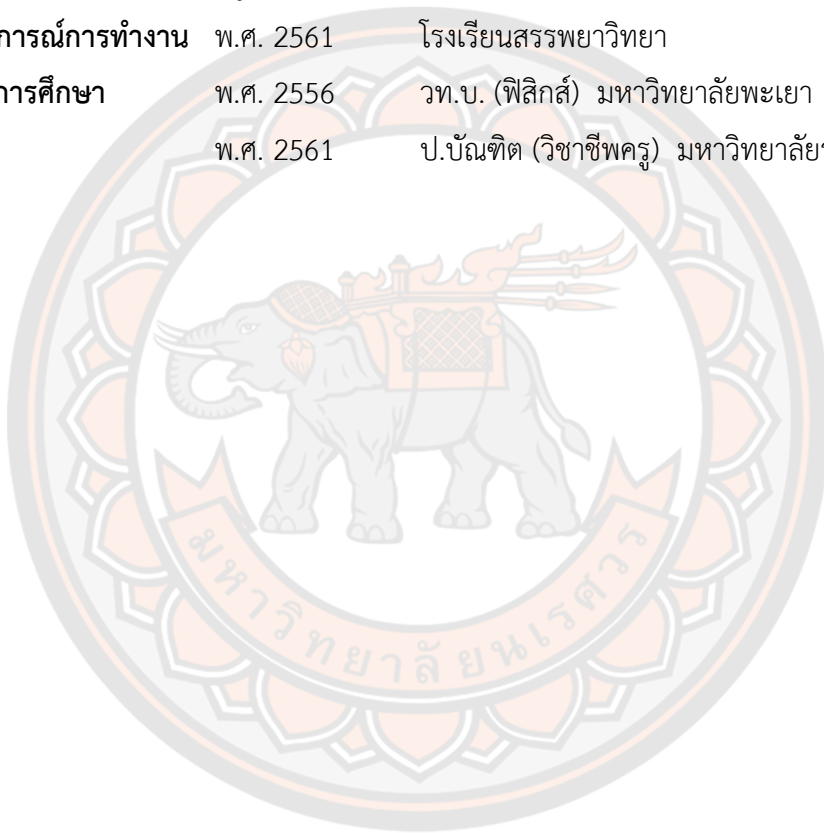 การณ์การทำงาน พ.ศ. 2561 โรงเรียนสรรพยาวิทยา
การศึกษา พ.ศ. 2556 วท.บ. (ฟิสิกส์) มหาวิทยาลัยพะเยา
พ.ศ. 2561 ป.บัณฑิต (วิชาชีพครู) มหาวิทยาลัย
มหาวิทยาลัยนเรศวร